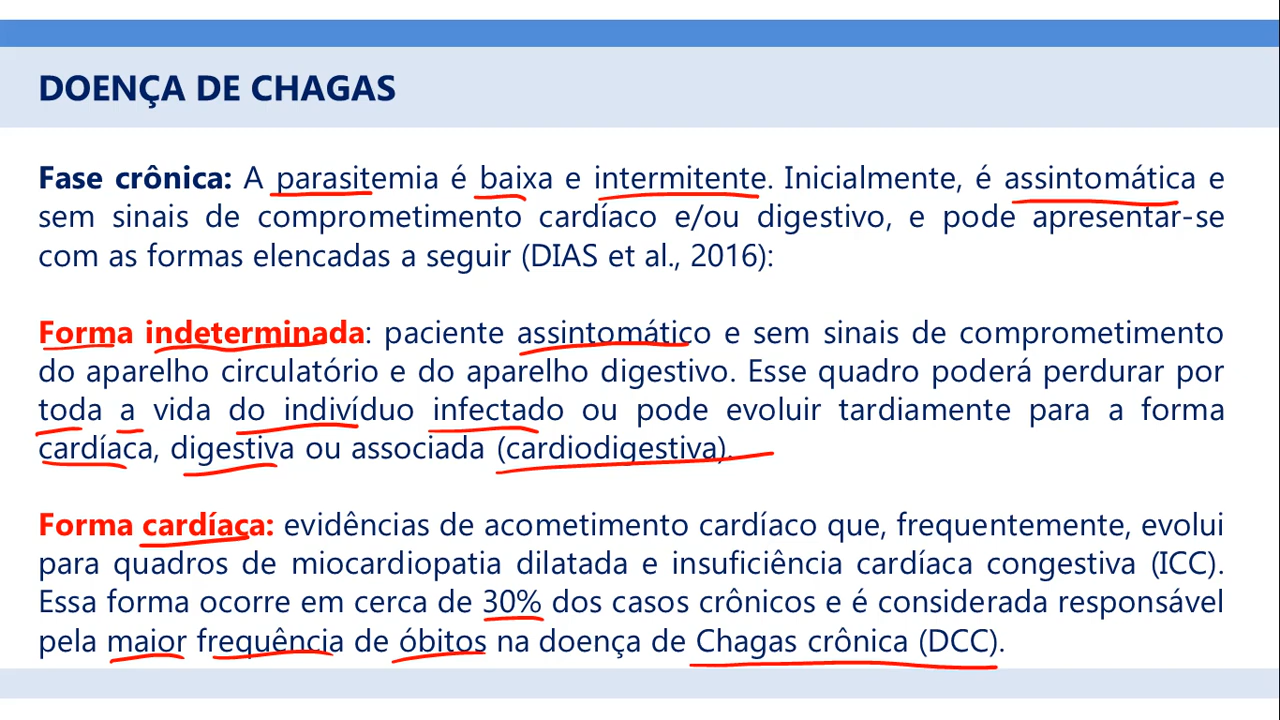 DOENÇA DE CHAGAS
Fase crônica: A parasitemia é baixa e intermitente. Inicialmente, é assintomática e
sem sinais de comprometimento cardíaco e/ou digestivo, e pode apresentar-se
com as formas elencadas a seguir (DIAS et al., 2016):
Forma indeterminada: paciente assintomático e sem sinais de comprometimento
do aparelho circulatório e do aparelho digestivo. Esse quadro poderá perdurar por
toda a vida do indivíduo infectado ou pode evoluir tardiamente para a forma
cardíaca, digestiva ou associada (cardiodigestiva).
Forma cardíaca: evidências de acometimento cardíaco que, frequentemente, evolui
para quadros de miocardiopatia dilatada e insuficiência cardíaca congestiva (ICC).
Essa forma ocorre em cerca de 30% dos casos crônicos e é considerada responsável
pela maior frequência de óbitos na doença de Chagas crônica (DCC).